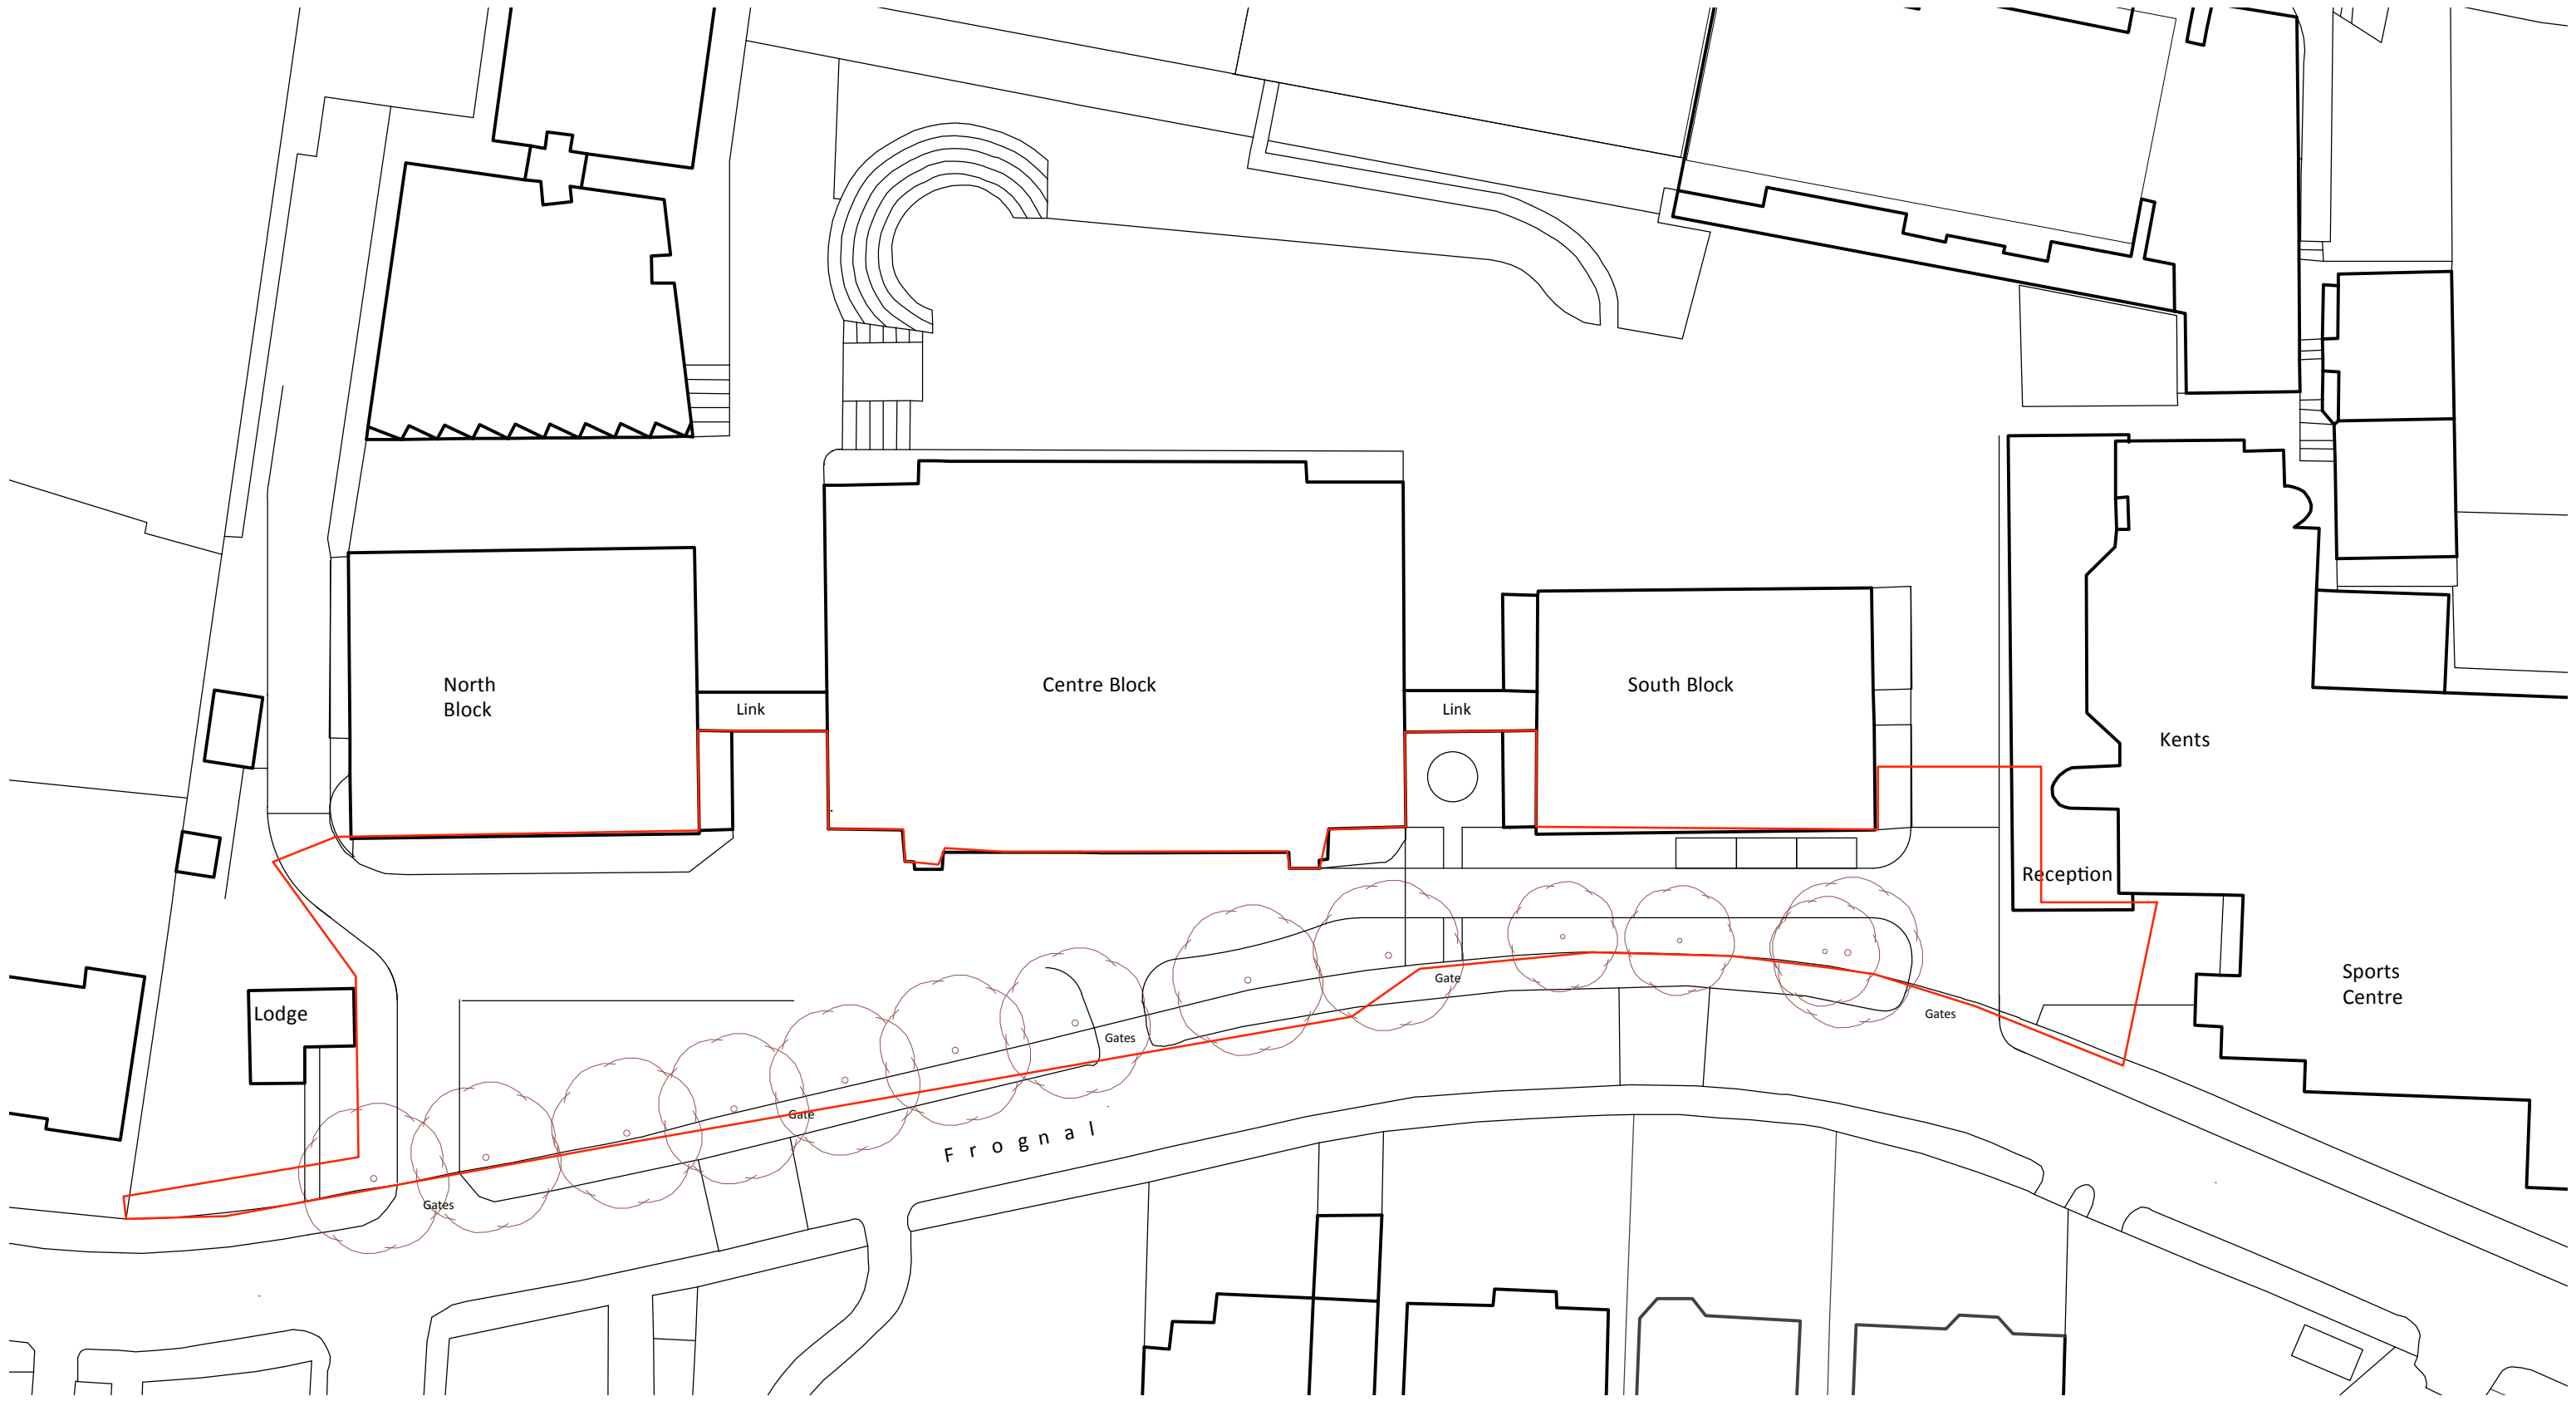 North
Block
Link
Centre Block
Link
South Block
Kents
Reception
Sports
Centre
Lodge
Gate
Gates
Gates
Gate
Frognal
Gates